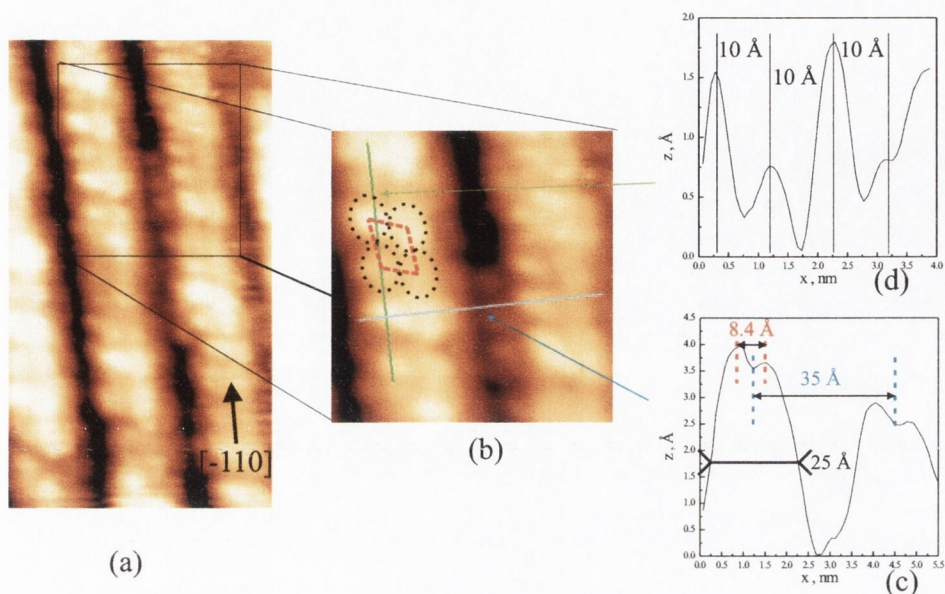 [-110]
(a)
(b)
2.0
1.5
1.0
0.5
0.0
z, Å
10 Å
10 Å
10 Å
0.0 0.5 1.0 1.5 2.0 2.5 3.0 3.5 4.0
x, nm
(d)
4.5
4.0
3.5
3.0
2.5
2.0
1.5
1.0
0.5
0.0
z, Å
8.4 Å
35 Å
25 Å
0.0 0.5 1.0 1.5 2.0 2.5 3.0 3.5 4.0 4.5 5.0 5.5
x, nm
(c)